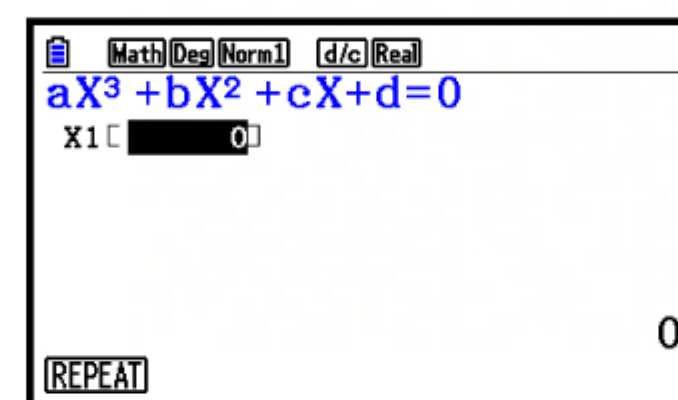 Math Deg Norm1 d/c Real
aX³+bX²+cX+d=0
X1[ 0]
0
REPEAT